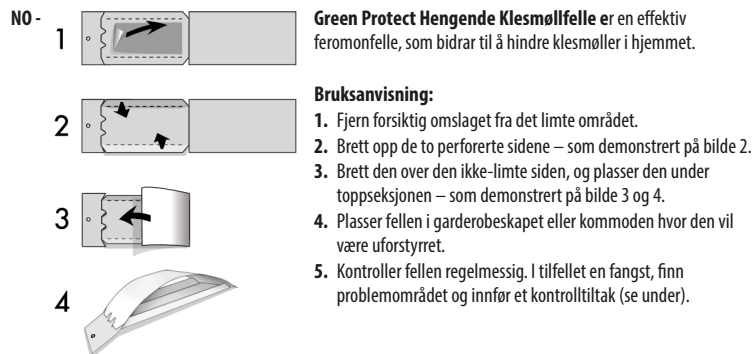 NO -
1
2
3
4
Green Protect Hengende Klesmøllfelle er en effektiv
feromonfelle, som bidrar til å hindre klesmøller i hjemmet.
Bruksanvisning:
1. Fjern forsiktig omslaget fra det limte området.
2. Brett opp de to perforerte sidene – som demonstrert på bilde 2.
3. Brett den over den ikke-limte siden, og plasser den under
toppseksjonen – som demonstrert på bilde 3 og 4.
4. Plasser fellen i garderobeskapet eller kommoden hvor den vil
være uforstyrret.
5. Kontroller fellen regelmessig. I tilfellet en fangst, finn
problemområdet og innfør et kontrolltiltak (se under).